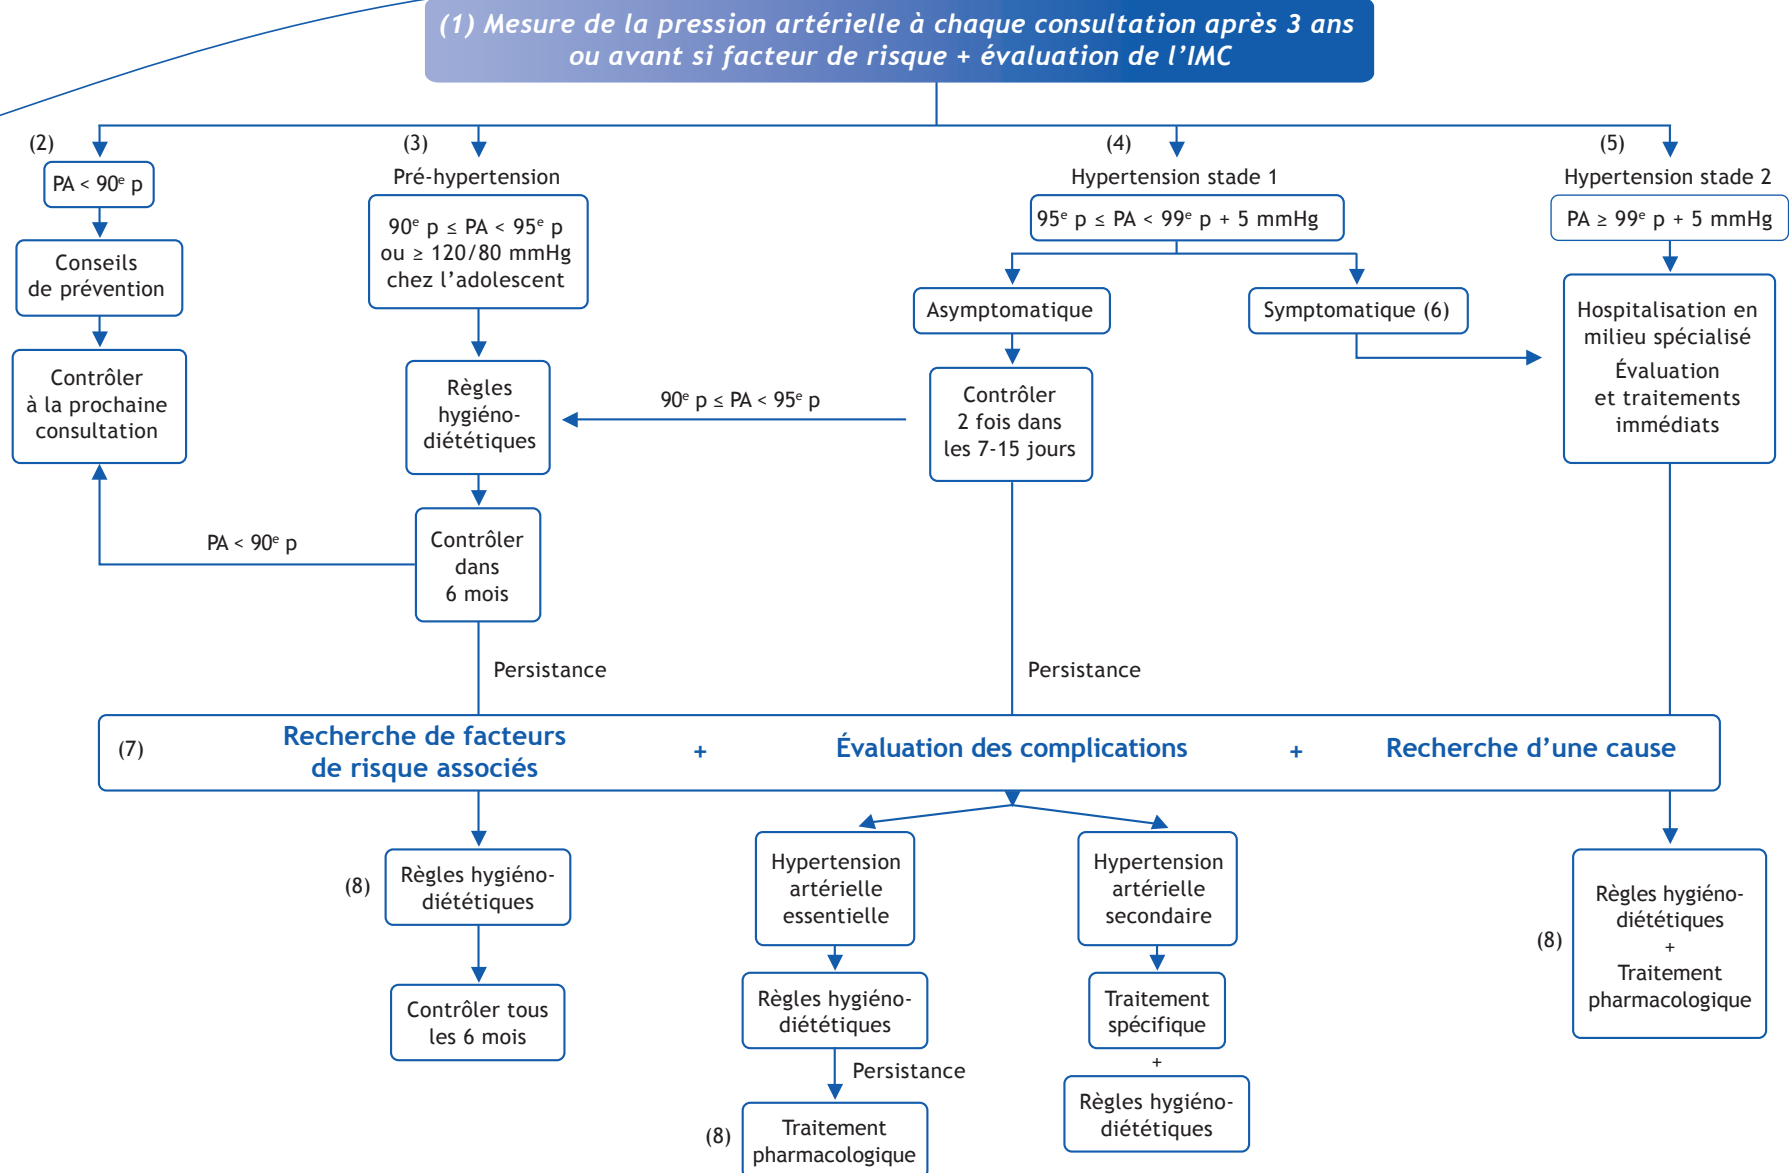 (1) Mesure de la pression artérielle à chaque consultation après 3 ans
ou avant si facteur de risque + évaluation de l’IMC
(2)
PA < 90e p
Conseils
de prévention
Contrôler
à la prochaine
consultation
(3)
Pré-hypertension
90e p ≤ PA < 95e p
ou ≥ 120/80 mmHg
chez l’adolescent
Règles
hygiéno-
diététiques
Contrôler
dans
6 mois
PA < 90e p
Persistance
(4)
Hypertension stade 1
95e p ≤ PA < 99e p + 5 mmHg
Asymptomatique
Symptomatique (6)
Contrôler
2 fois dans
les 7-15 jours
90e p ≤ PA < 95e p
Persistance
(5)
Hypertension stade 2
PA ≥ 99e p + 5 mmHg
Hospitalisation en
milieu spécialisé
Évaluation
et traitements
immédiats
(7)
Recherche de facteurs
de risque associés
+
Évaluation des complications
+
Recherche d’une cause
(8)
Règles hygiéno-
diététiques
Contrôler tous
les 6 mois
Hypertension
artérielle
essentielle
Règles hygiéno-
diététiques
Persistance
(8)
Traitement
pharmacologique
Hypertension
artérielle
secondaire
Traitement
spécifique
+
Règles hygiéno-
diététiques
(8)
Règles hygiéno-
diététiques
+
Traitement
pharmacologique